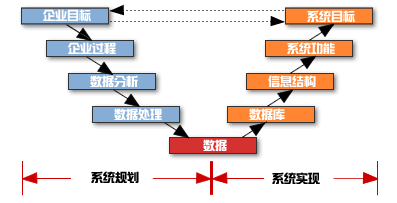 企业目标
系统目标
企业过程
系统功能
数据分析
信息结构
数据处理
数据库
数据
系统规划
系统实现